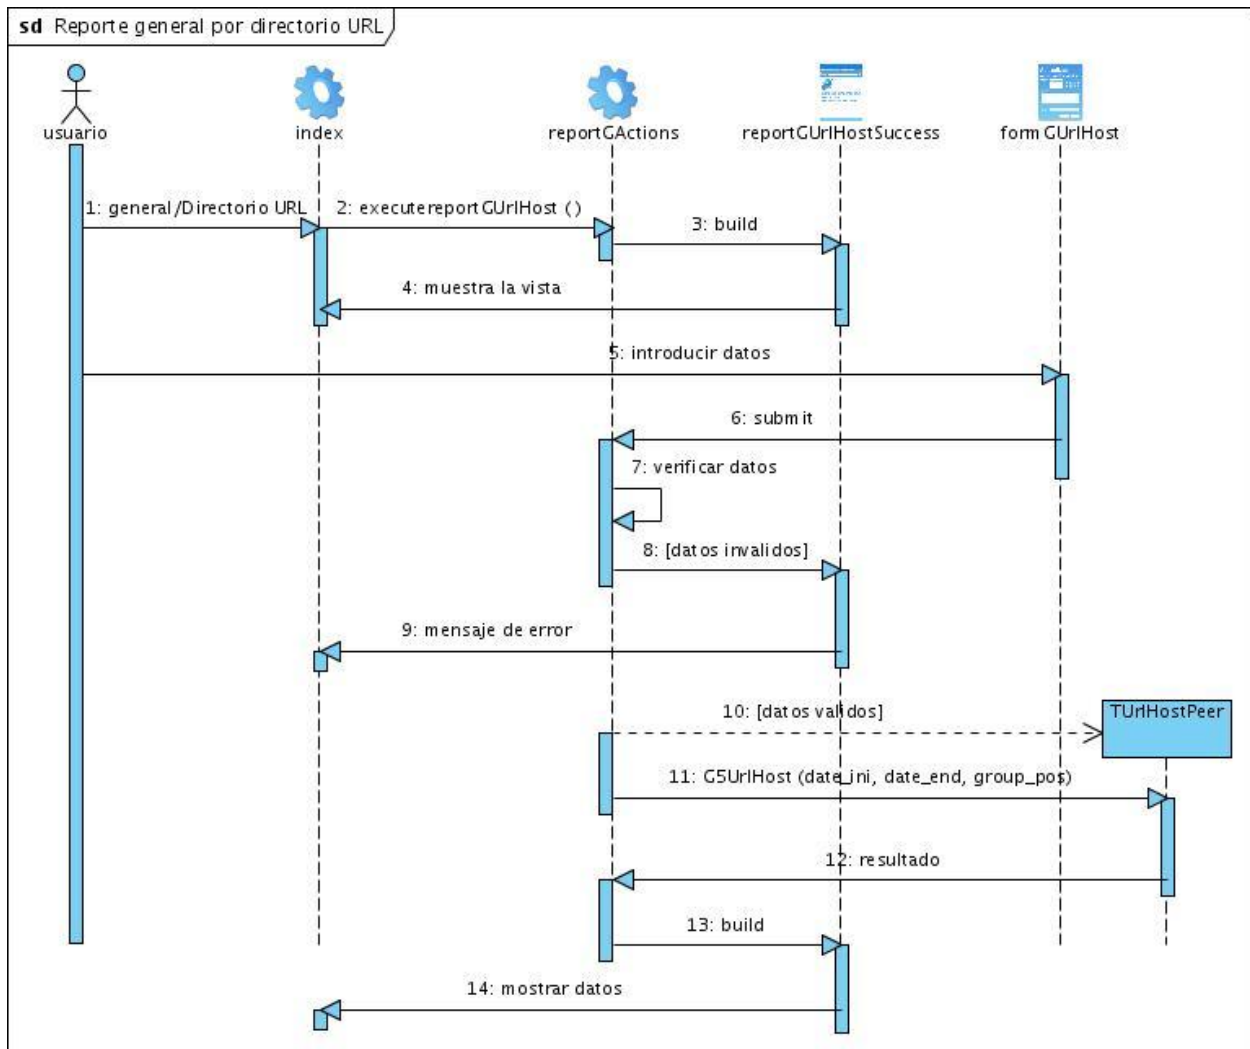 sd Reporte general por directorio URL
usuario
index
reportGActions
reportGUrlHostSuccess
formGUrlHost
1: general/Directorio URL
2: executereportGUrlHost ()
3: build
4: muestra la vista
5: introducir datos
6: submit
7: verificar datos
8: [datos invalidos]
9: mensaje de error
10: [datos validos]
TUrlHostPeer
11: G5UrlHost (date_ini, date_end, group_pos)
12: resultado
13: build
14: mostrar datos